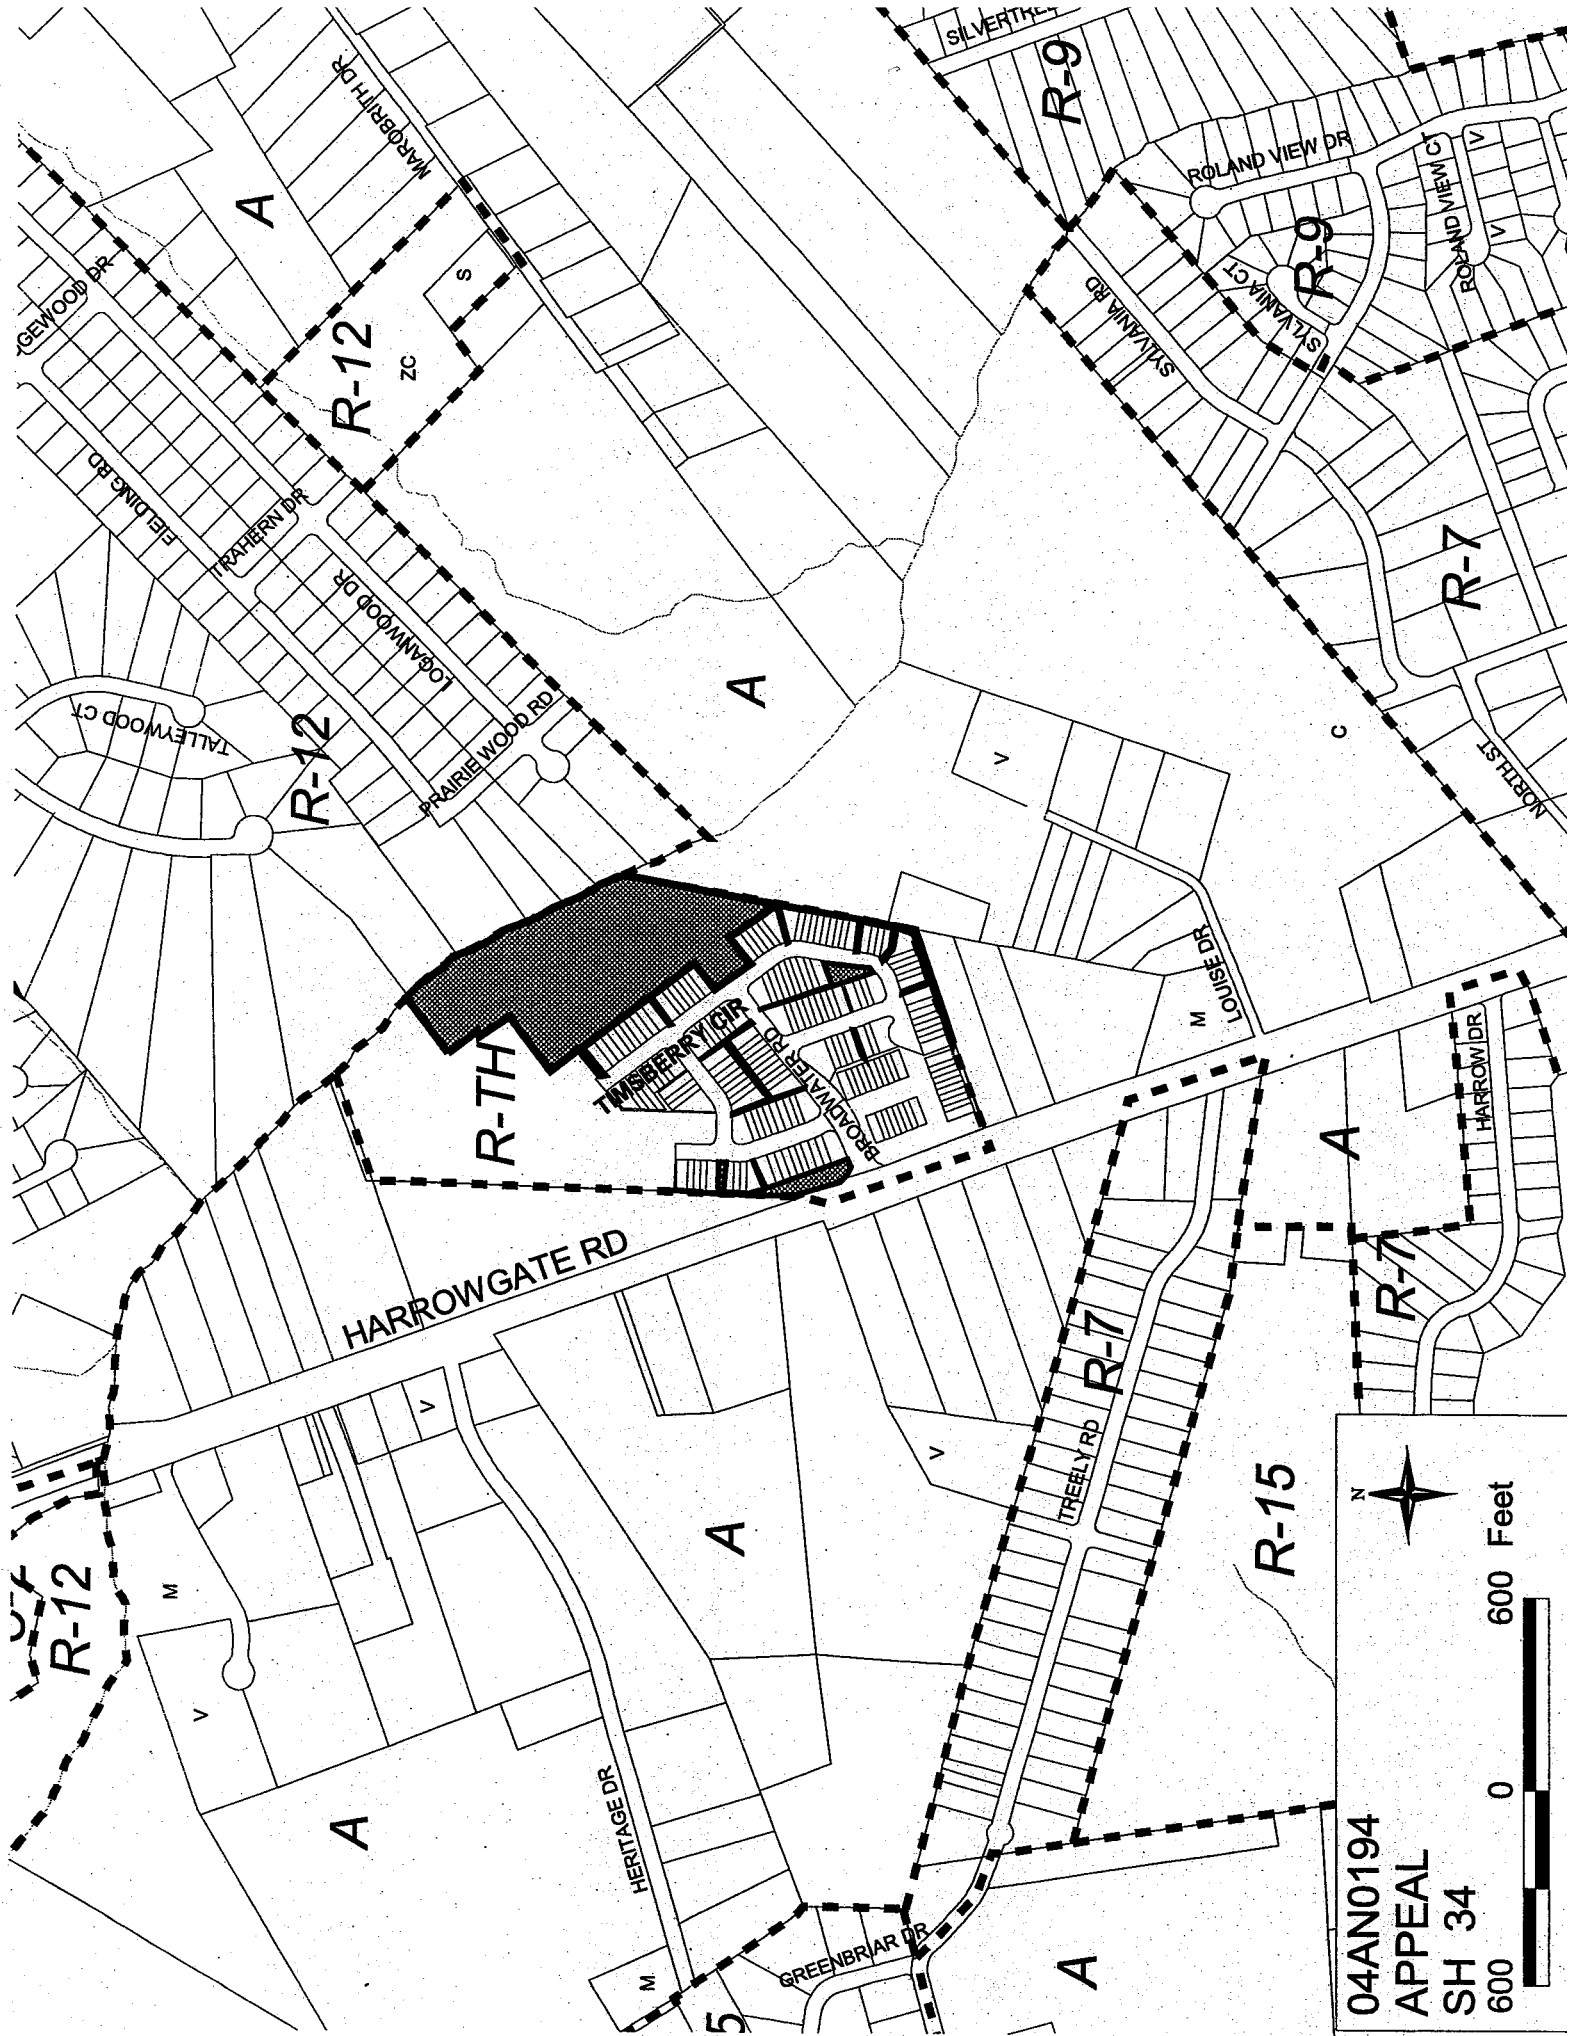 SILVERTREE
R-9
MAROBRITH DR
A
GEWOOD DR
S
R-12
ZC
ROLAND VIEW DR
ROLAND VIEW CT
V
V
R-9
SYLVANIA CT
SYLVANIA RD
FIELDING RD
TRAHERN DR
LOGANWOOD DR
TALLEYWOOD CT
R-12
PRAIRIE WOOD RD
A
R-7
C
NORTH ST
V
LOUISE DR
M
R-TH
TIMSBERRY CIR
BROADWATER RD
HARROW DR
A
HARROWGATE RD
R-7
R-7
V
V
A
TREELY RD
R-15
R-12
M
V
A
HERITAGE DR
M
5
GREENBRIAR DR
A
N
04AN0194
APPEAL
SH 34
600 0 600 Feet